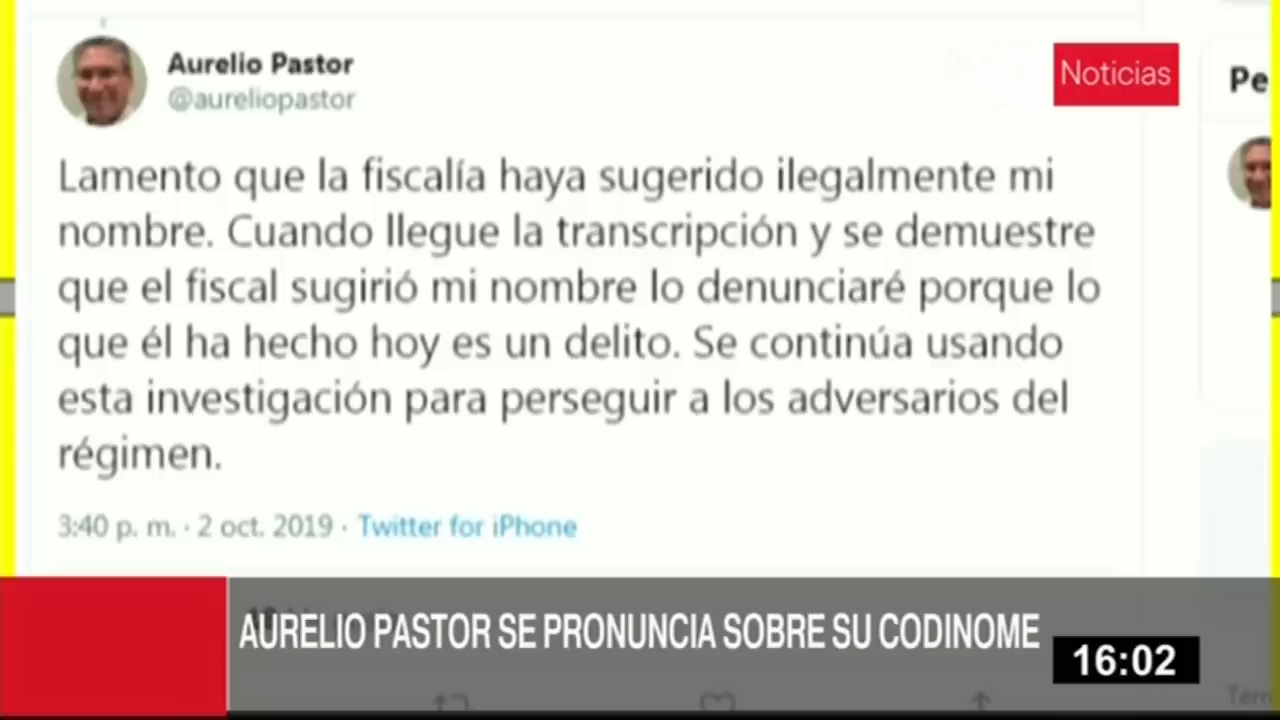 Aurelio Pastor
@aureliopastor
Noticias
Pe
Lamento que la fiscalía haya sugerido ilegalmente mi
nombre. Cuando llegue la transcripción y se demuestre
que el fiscal sugirió mi nombre lo denunciaré porque lo
que él ha hecho hoy es un delito. Se continúa usando
esta investigación para perseguir a los adversarios del
régimen.
3:40 p. m. · 2 oct. 2019 · Twitter for iPhone
AURELIO PASTOR SE PRONUNCIA SOBRE SU CODINOME
16:02